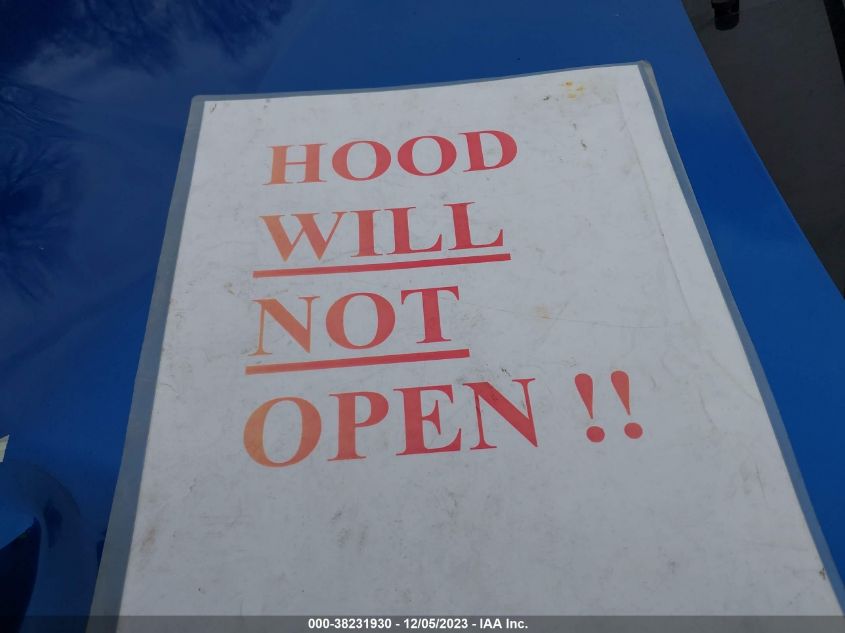 HOOD
WILL
NOT
OPEN !!
000-38231930 - 12/05/2023 - IAA Inc.